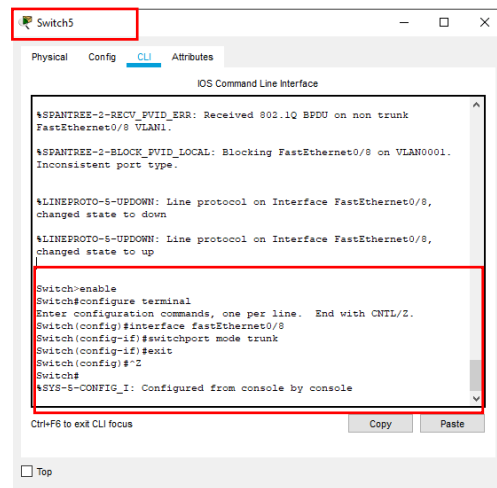 Switch5
Physical Config CLI Attributes
IOS Command Line Interface
%SPANTREE-2-RECV_PVID_ERR: Received 802.1Q BPDU on non trunk
FastEthernet0/8 VLAN1.
%SPANTREE-2-BLOCK_PVID_LOCAL: Blocking FastEthernet0/8 on VLAN0001.
Inconsistent port type.
%LINEPROTO-5-UPDOWN: Line protocol on Interface FastEthernet0/8,
changed state to down
%LINEPROTO-5-UPDOWN: Line protocol on Interface FastEthernet0/8,
changed state to up
Switch>enable
Switch#configure terminal
Enter configuration commands, one per line. End with CNTL/Z.
Switch(config)#interface fastEthernet0/8
Switch(config-if)#switchport mode trunk
Switch(config-if)#exit
Switch(config)#^Z
Switch#
%SYS-5-CONFIG_I: Configured from console by console
Ctrl+F6 to exit CLI focus
Copy Paste
Top